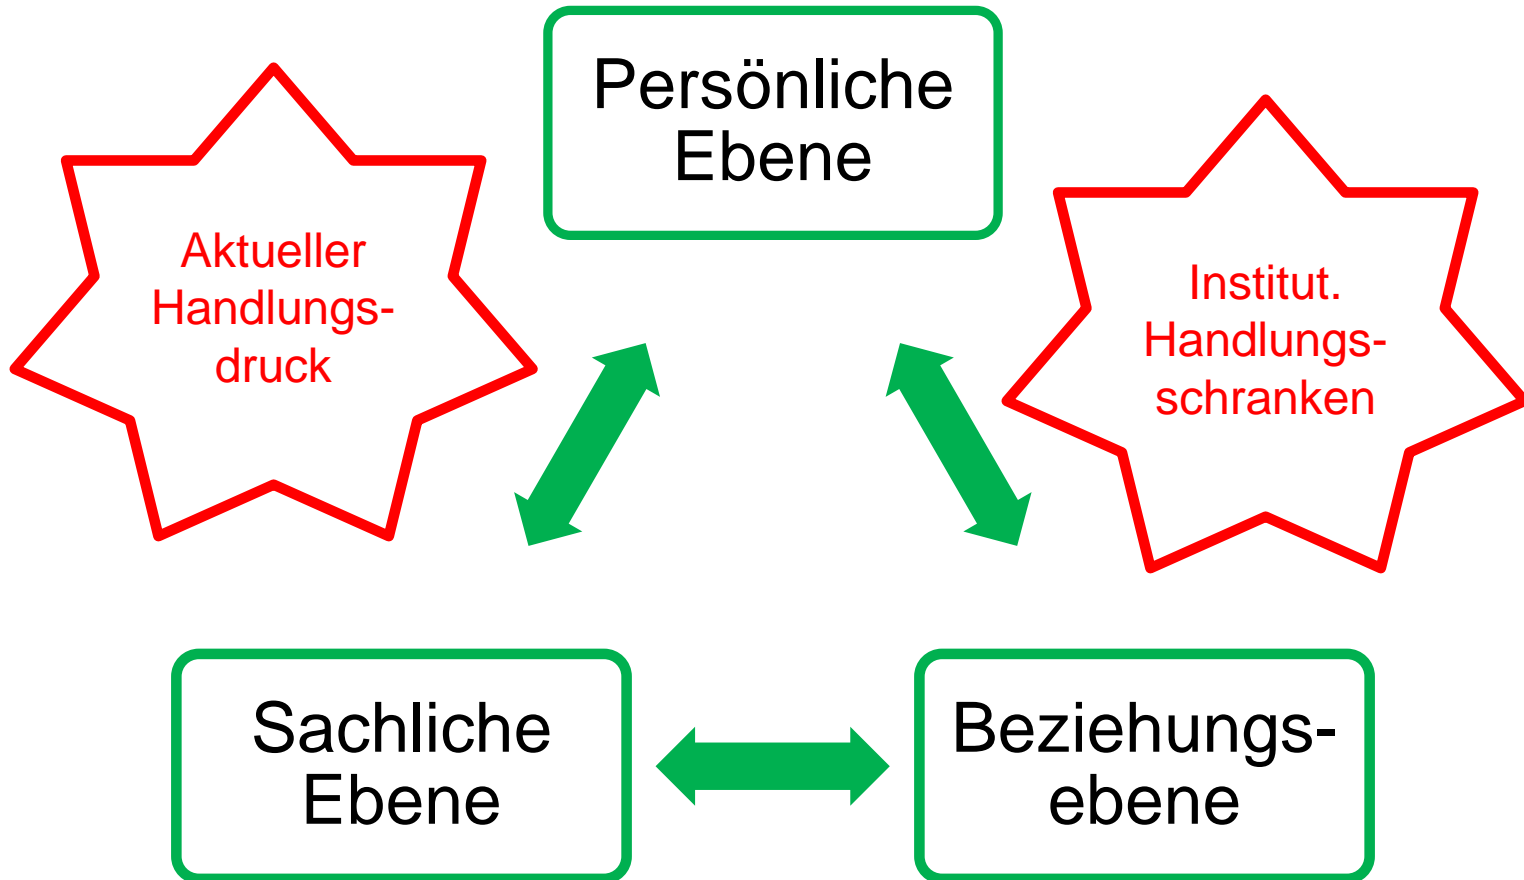 Persönliche
Ebene
Aktueller
Handlungs-
druck
Institut.
Handlungs-
schranken
Sachliche
Ebene
Beziehungs-
ebene